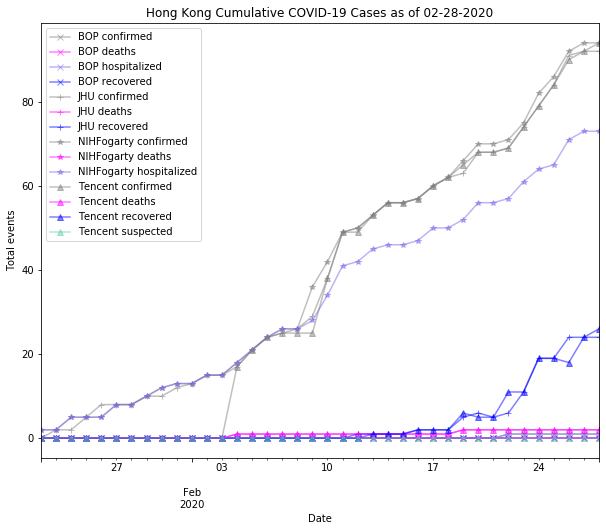 Hong Kong Cumulative COVID-19 Cases as of 02-28-2020
BOP confirmed
BOP deaths
BOP hospitalized
BOP recovered
JHU confirmed
JHU deaths
JHU recovered
NIHFogarty confirmed
NIHFogarty deaths
NIHFogarty hospitalized
Tencent confirmed
Tencent deaths
Tencent recovered
Tencent suspected
Total events
80
60
40
20
0
27
03
10
17
24
Feb
2020
Date